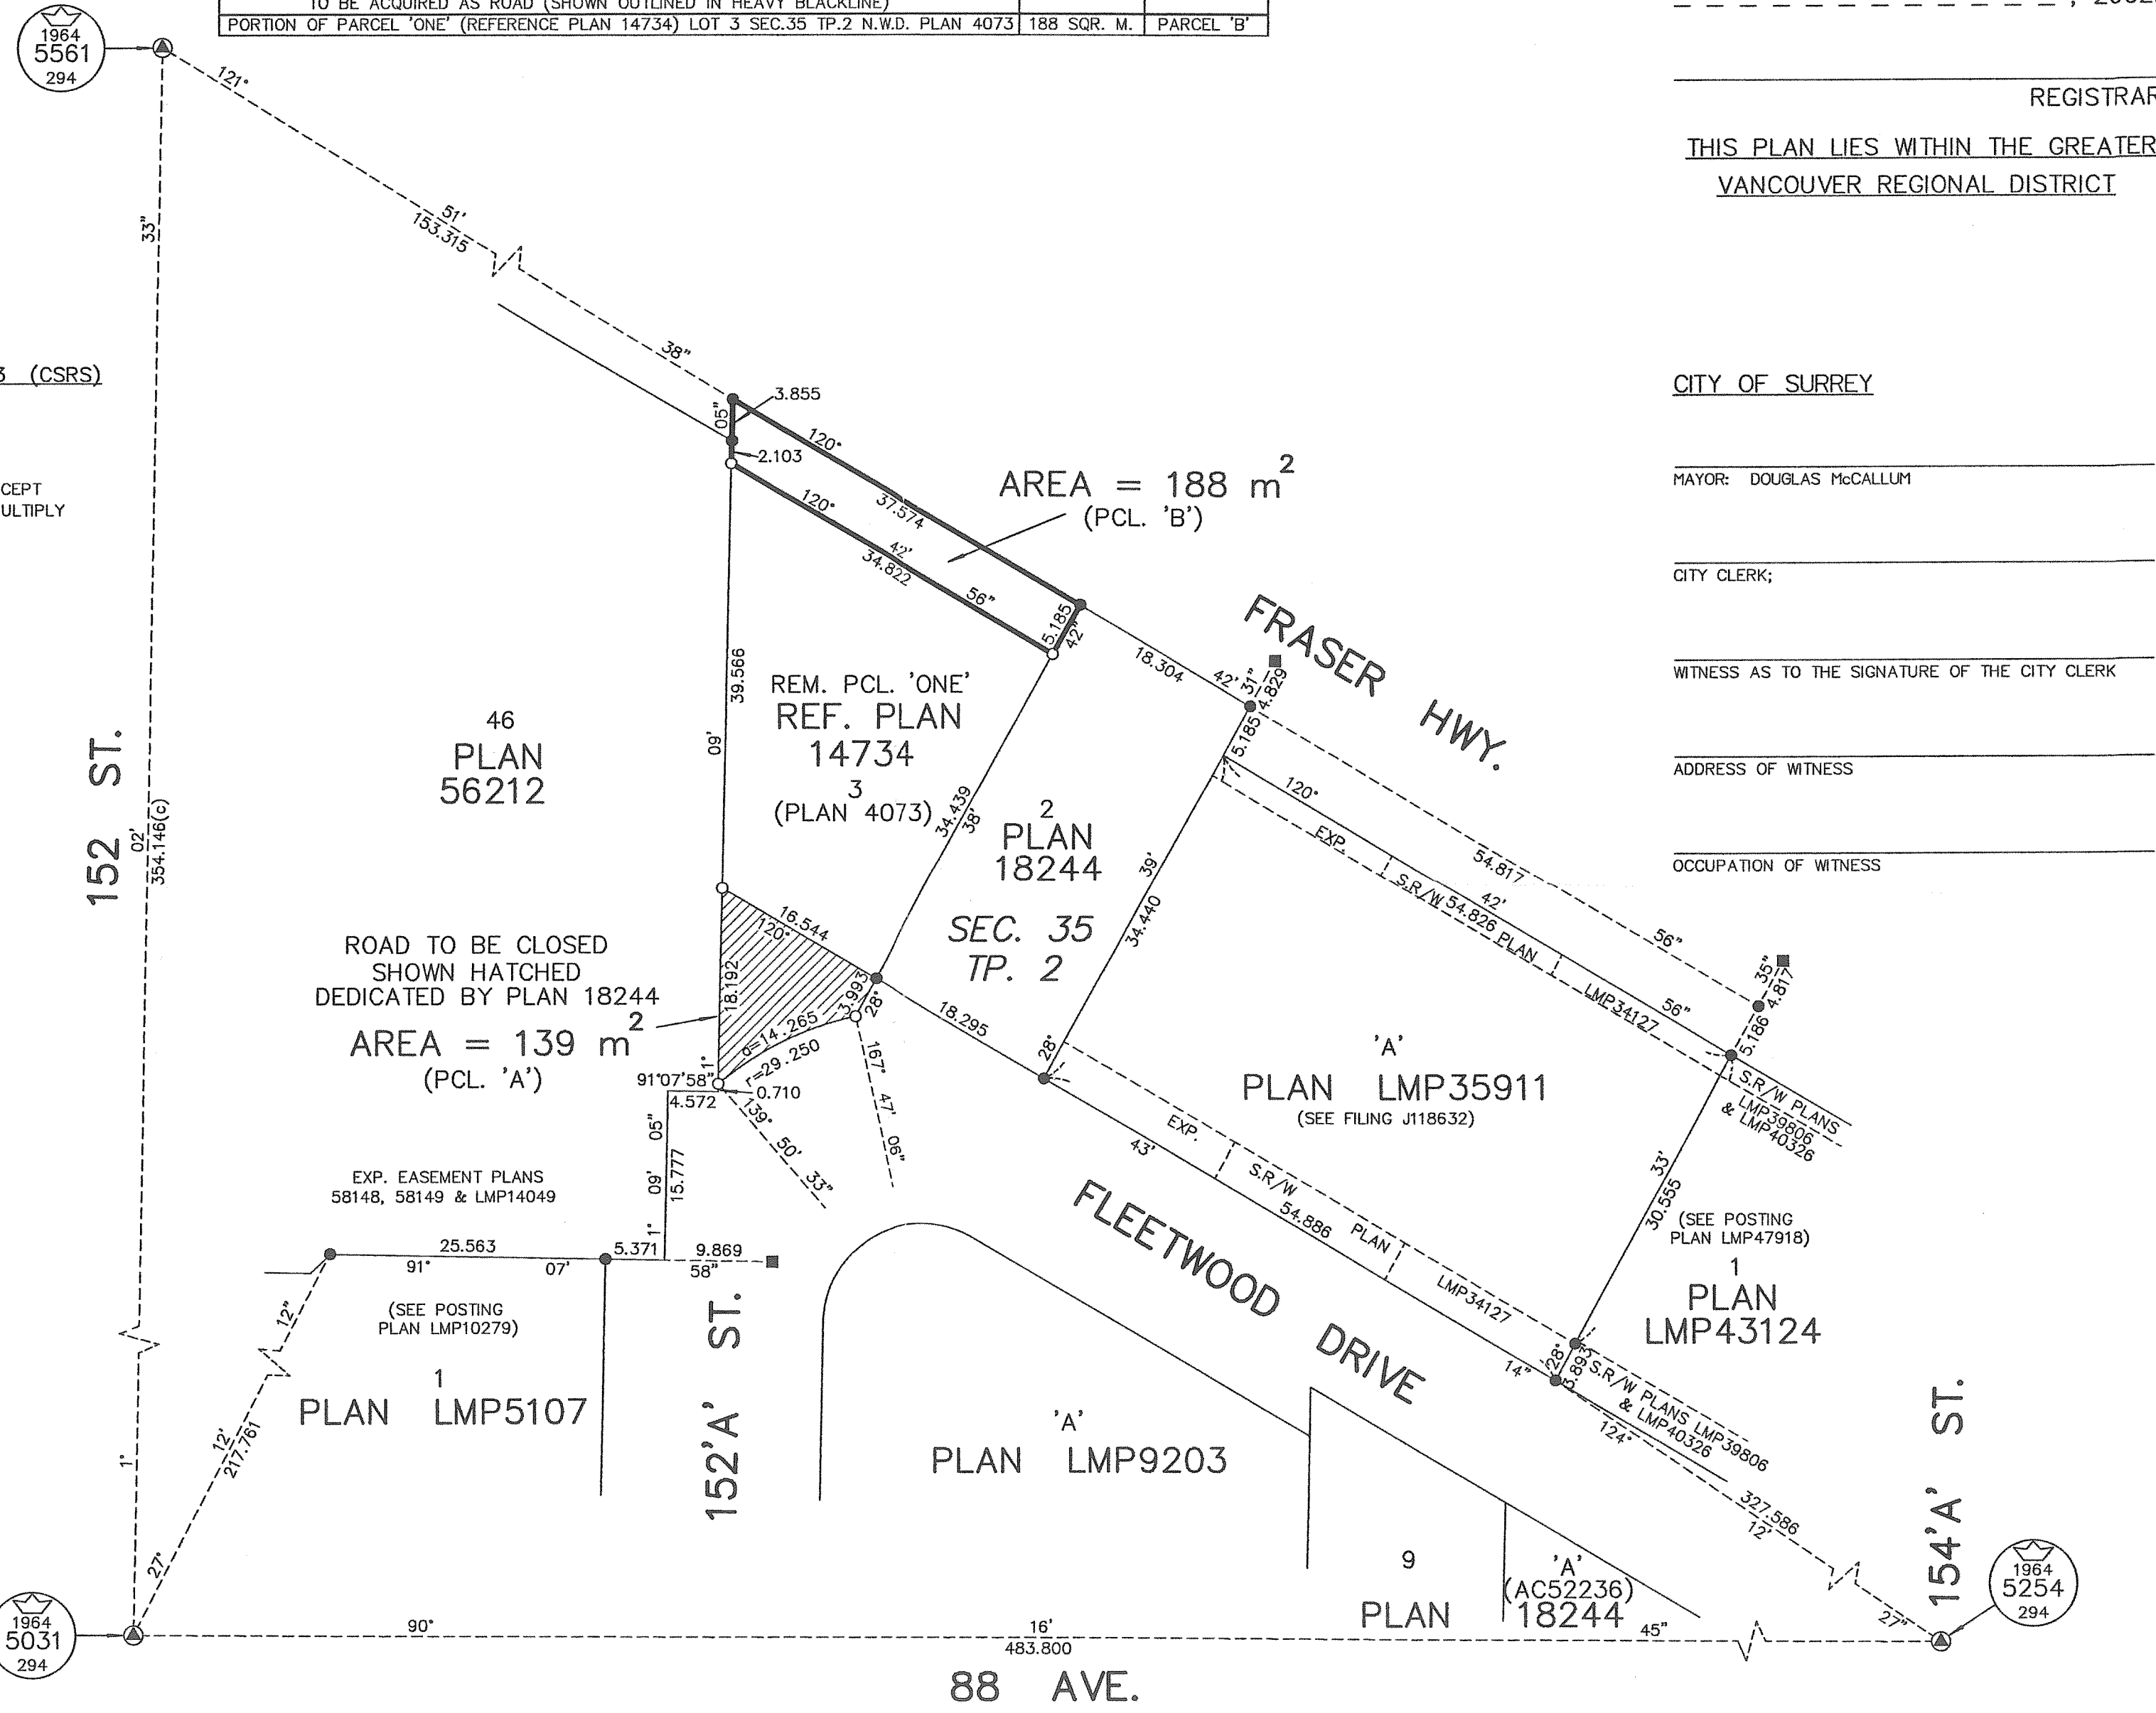 TO BE ACQUIRED AS ROAD (SHOWN OUTLINED IN HEAVY BLACKLINE)
PORTION OF PARCEL 'ONE' (REFERENCE PLAN 14734) LOT 3 SEC.35 TP.2 N.W.D. PLAN 4073 188 SQR. M. PARCEL 'B'
REGISTRAR
THIS PLAN LIES WITHIN THE GREATER
VANCOUVER REGIONAL DISTRICT
1964
5561
294
121°
51'
153.315
38"
33"
(CSRS)
CEPT
ULTIPLY
CITY OF SURREY
MAYOR: DOUGLAS McCALLUM
CITY CLERK;
WITNESS AS TO THE SIGNATURE OF THE CITY CLERK
ADDRESS OF WITNESS
OCCUPATION OF WITNESS
3.855
05"
2.103
120°
37.574
120°
42'
34.822
56"
AREA = 188 m2
(PCL. 'B')
5.185
42"
FRASER HWY.
18.304
42'
31"
4.829
5.185
39.566
09'
REM. PCL. 'ONE'
REF. PLAN
14734
3
(PLAN 4073)
46
PLAN
56212
152 ST.
02'
354.146(c)
34.439
38'
2
PLAN
18244
SEC. 35
TP. 2
39'
34.440
28'
120°
54.817
56"
EXP.
S.R/W
42'
54.826
PLAN
LMP34127
56"
35"
4.817
5.186
S.R/W PLANS
LMP39806
& LMP40326
ROAD TO BE CLOSED
SHOWN HATCHED
DEDICATED BY PLAN 18244
AREA = 139 m2
(PCL. 'A')
16.544
120°
18.192
3.993
28°
a=14.265
r=29.250
1°
91°07'58"
4.572
0.710
139° 50' 33"
167° 47' 06"
18.295
'A'
PLAN LMP35911
(SEE FILING J118632)
43'
54.886
14"
EXP.
S.R/W
PLAN
LMP34127
33'
30.555
(SEE POSTING
PLAN LMP47918)
1
PLAN
LMP43124
28°
3.893
S.R/W PLANS LMP39806
& LMP40326
124°
327.586
12'
27"
05"
09'
15.777
1°
EXP. EASEMENT PLANS
58148, 58149 & LMP14049
25.563
91°
07'
5.371
9.869
58"
(SEE POSTING
PLAN LMP10279)
1
PLAN LMP5107
12"
12'
217.761
27°
1°
152'A' ST.
FLEETWOOD DRIVE
'A'
PLAN LMP9203
9
PLAN
'A'
(AC52236)
18244
154'A' ST.
1964
5254
294
1964
5031
294
90°
16'
483.800
45"
88 AVE.